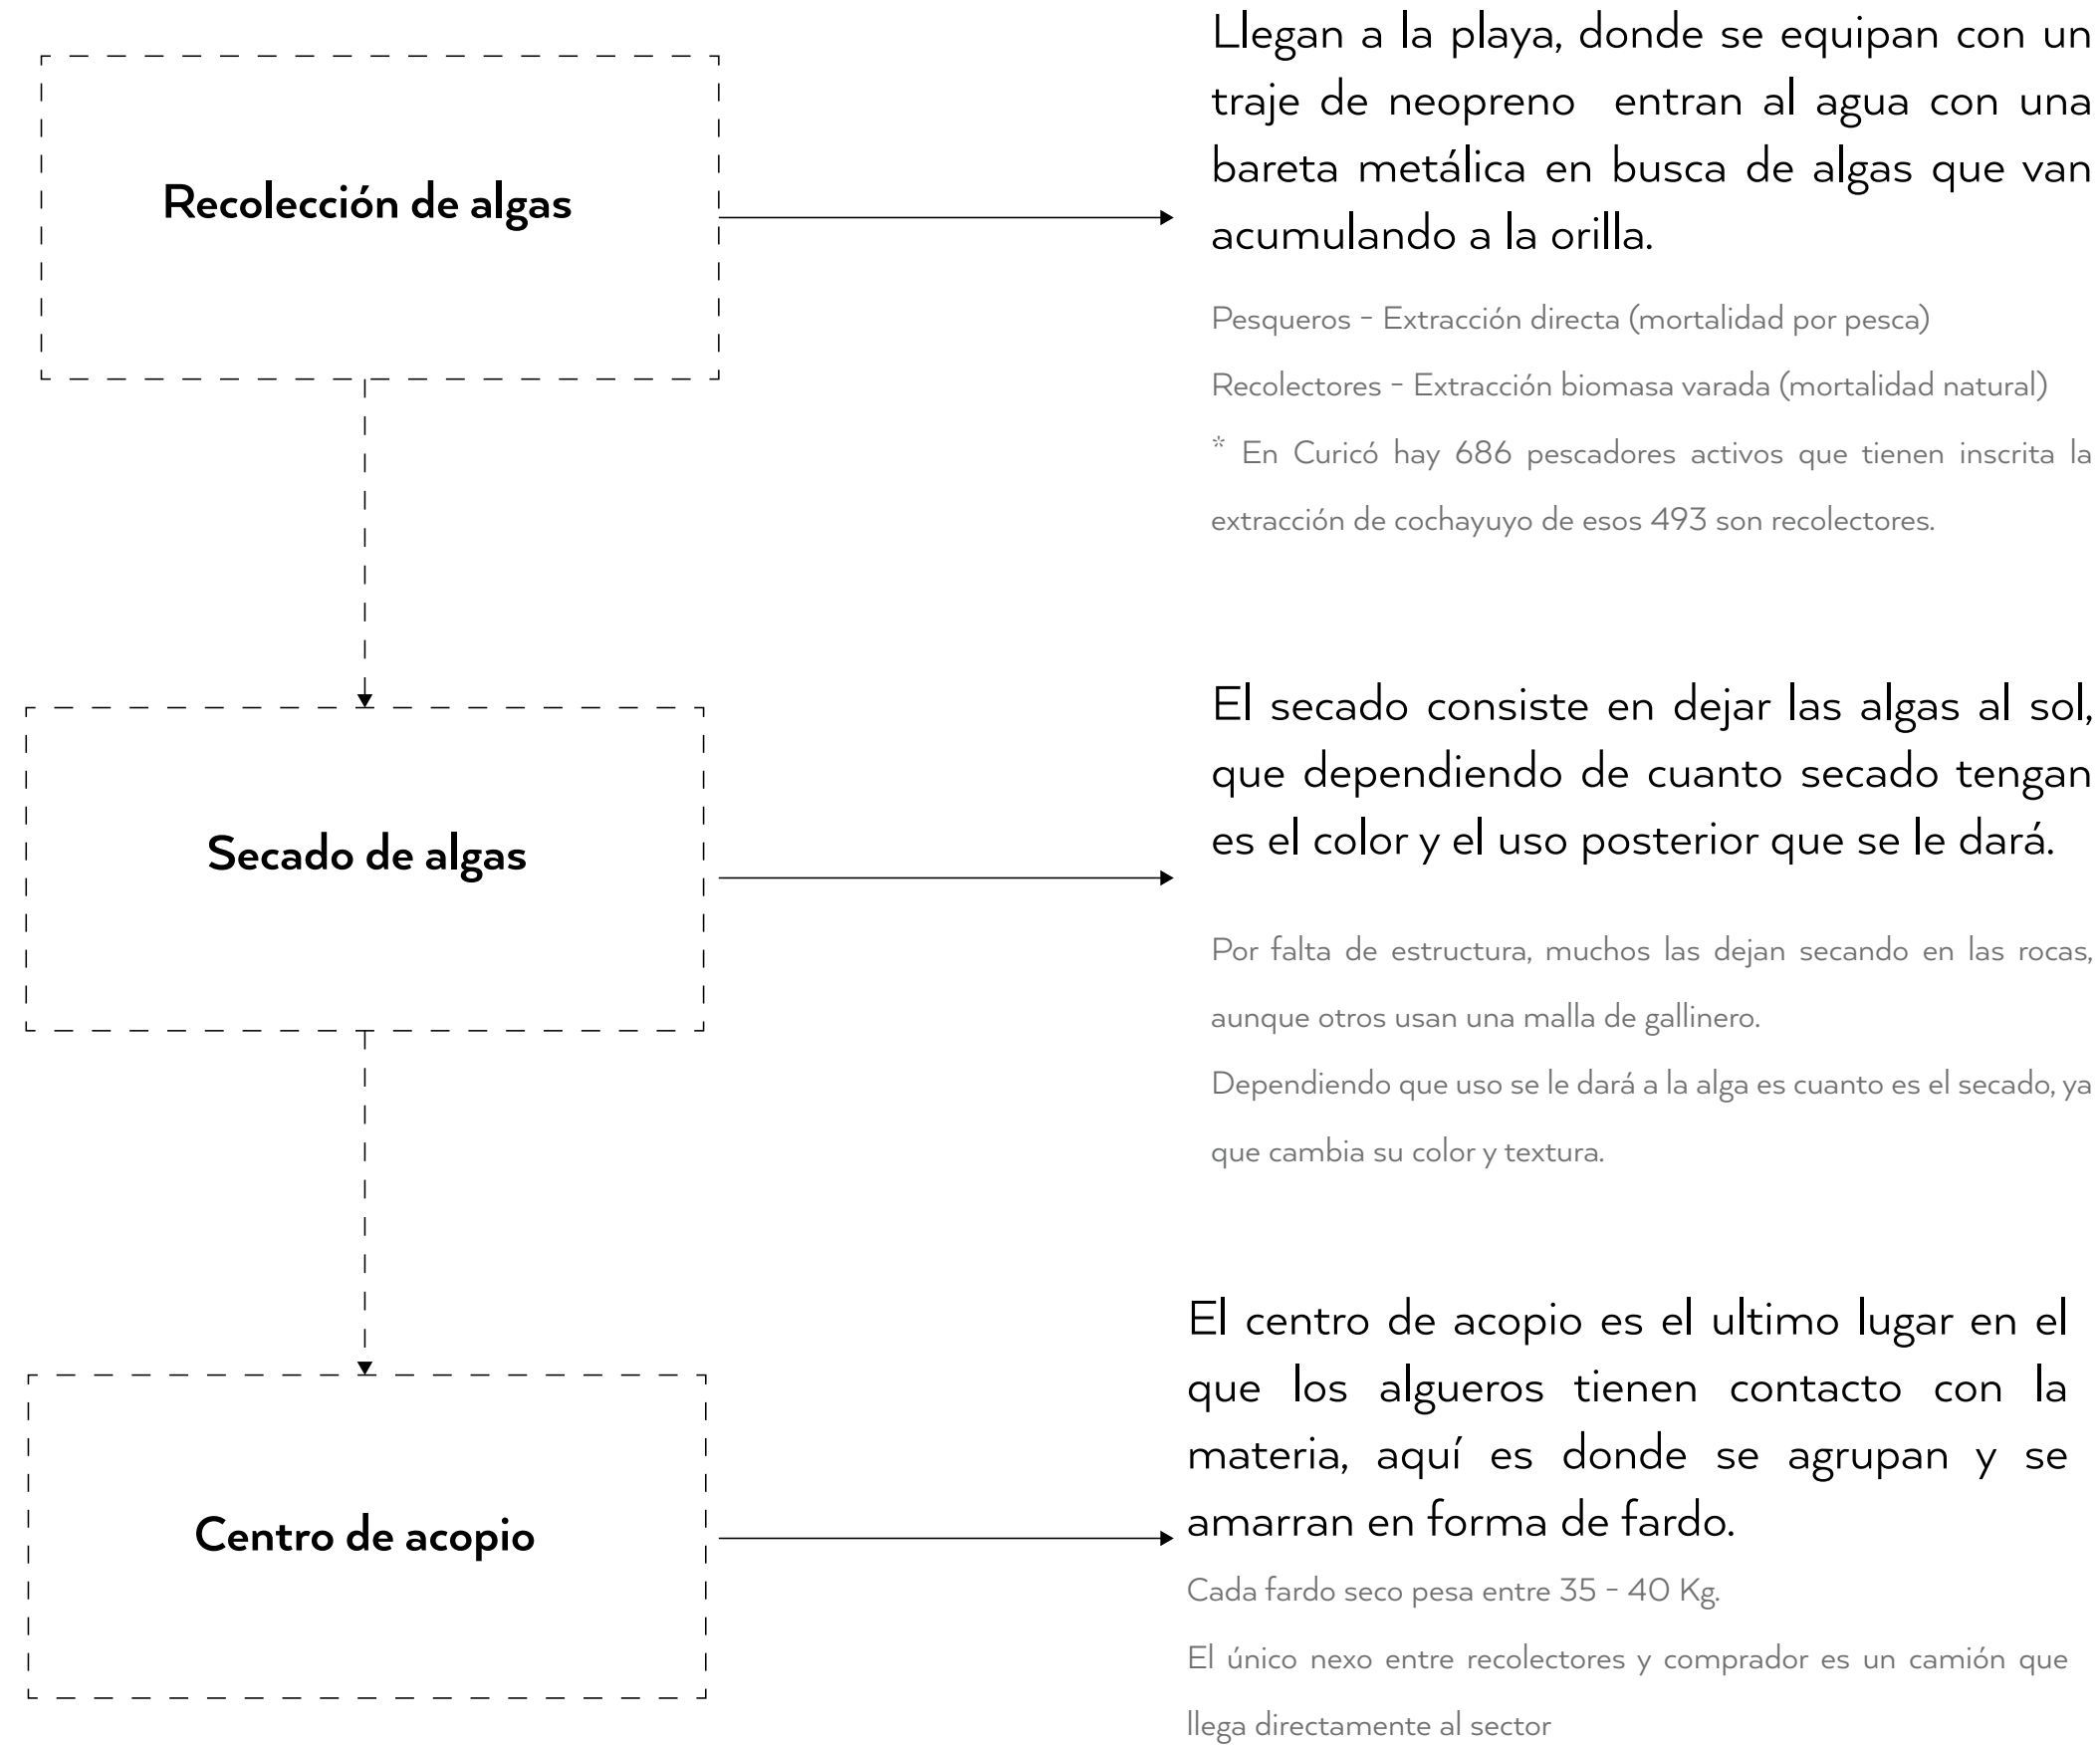 Recolección de algas
Llegan a la playa, donde se equipan con un
traje de neopreno entran al agua con una
bareta metálica en busca de algas que van
acumulando a la orilla.
Pesqueros - Extracción directa (mortalidad por pesca)
Recolectores - Extracción biomasa varada (mortalidad natural)
* En Curicó hay 686 pescadores activos que tienen inscrita la
extracción de cochayuyo de esos 493 son recolectores.
Secado de algas
El secado consiste en dejar las algas al sol,
que dependiendo de cuanto secado tengan
es el color y el uso posterior que se le dará.
Por falta de estructura, muchos las dejan secando en las rocas,
aunque otros usan una malla de gallinero.
Dependiendo que uso se le dará a la alga es cuanto es el secado, ya
que cambia su color y textura.
Centro de acopio
El centro de acopio es el ultimo lugar en el
que los algueros tienen contacto con la
materia, aquí es donde se agrupan y se
amarran en forma de fardo.
Cada fardo seco pesa entre 35 - 40 Kg.
El único nexo entre recolectores y comprador es un camión que
llega directamente al sector